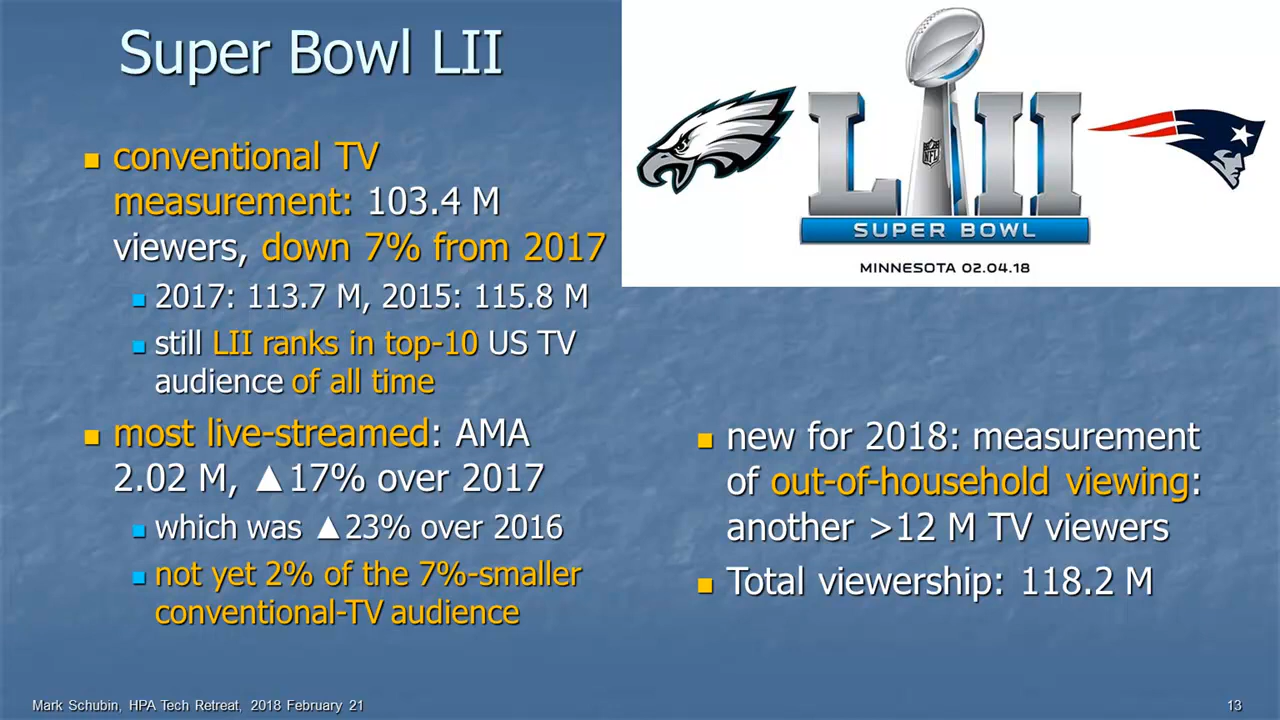 Super Bowl LII
■ conventional TV
measurement: 103.4 M
viewers, down 7% from 2017
■ 2017: 113.7 M, 2015: 115.8 M
■ still LII ranks in top-10 US TV
audience of all time
■ most live-streamed: AMA
2.02 M, ▲17% over 2017
■ which was ▲23% over 2016
■ not yet 2% of the 7%-smaller
conventional-TV audience
LII
NFL
SUPER BOWL
MINNESOTA 02.04.18
■ new for 2018: measurement
of out-of-household viewing:
another >12 M TV viewers
■ Total viewership: 118.2 M
Mark Schubin, HPA Tech Retreat, 2018 February 21
13